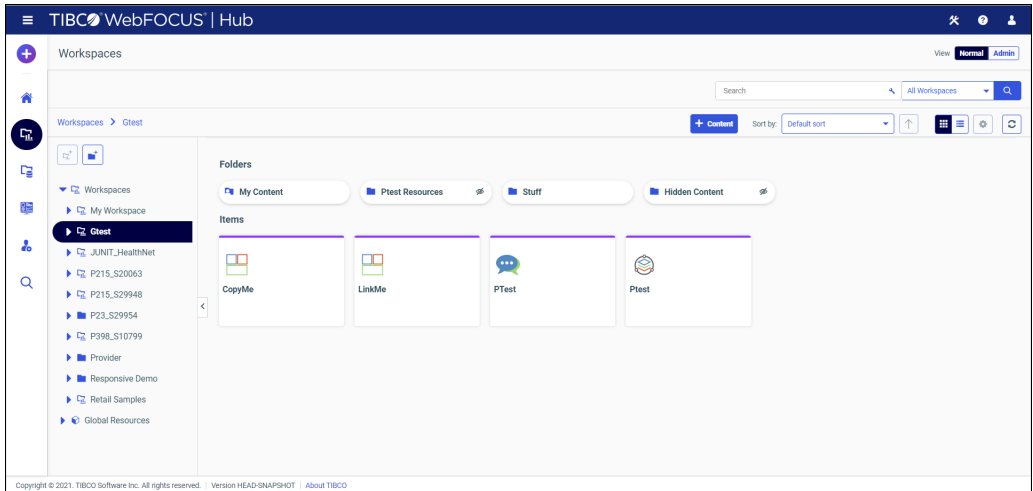 TIBCO® WebFOCUS® | Hub
Workspaces
View Normal Admin
Search
All Workspaces
Workspaces > Gtest
+ Content
Sort by:
Default sort
Workspaces
My Workspace
Gtest
JUNIT_HealthNet
P215_S20063
P215_S29948
P23_S29954
P398_S10799
Provider
Responsive Demo
Retail Samples
Global Resources
Folders
My Content
Ptest Resources
Stuff
Hidden Content
Items
CopyMe
LinkMe
PTest
Ptest
Copyright © 2021. TIBCO Software Inc. All rights reserved. | Version HEAD-SNAPSHOT | About TIBCO